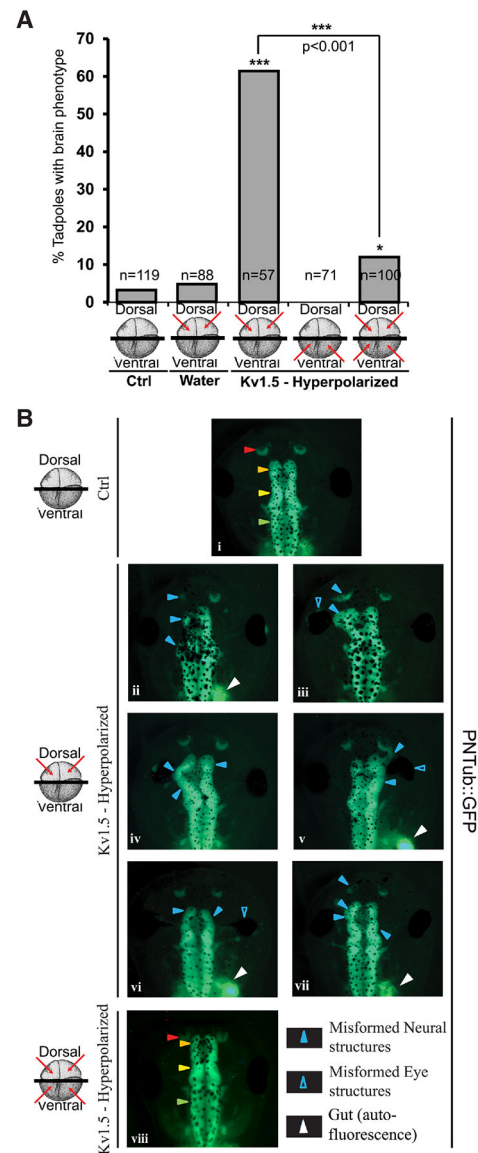 A
***
p<0.001
70
60
50
40
30
20
10
0
% Tadpoles with brain phenotype
***
*
n=119 n=88 n=57 n=71 n=100
Dorsal Dorsal Dorsal Dorsal Dorsal
Ventral Ventral Ventral Ventral Ventral
Ctrl Water Kv1.5 - Hyperpolarized
B
Dorsal
Ventral
Ctrl
i
Dorsal
Ventral
Kv1.5 - Hyperpolarized
ii
iii
iv
v
vi
vii
PNTub::GFP
Dorsal
Ventral
Kv1.5 - Hyperpolarized
viii
Misformed Neural
structures
Misformed Eye
structures
Gut (auto-
fluorescence)